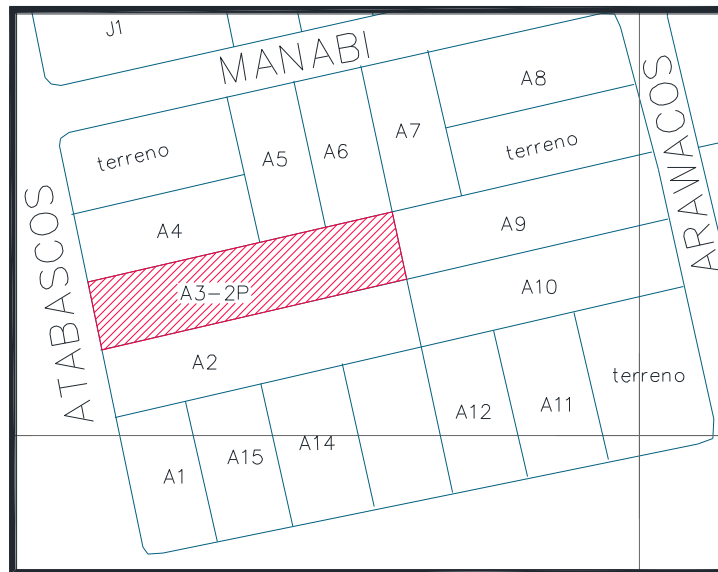 J1
MANABI
A8
ARAWACOS
terreno
A5
A6
A7
terreno
ATABASCOS
A4
A9
A3-2P
A10
A2
terreno
A12
A11
A14
A15
A1